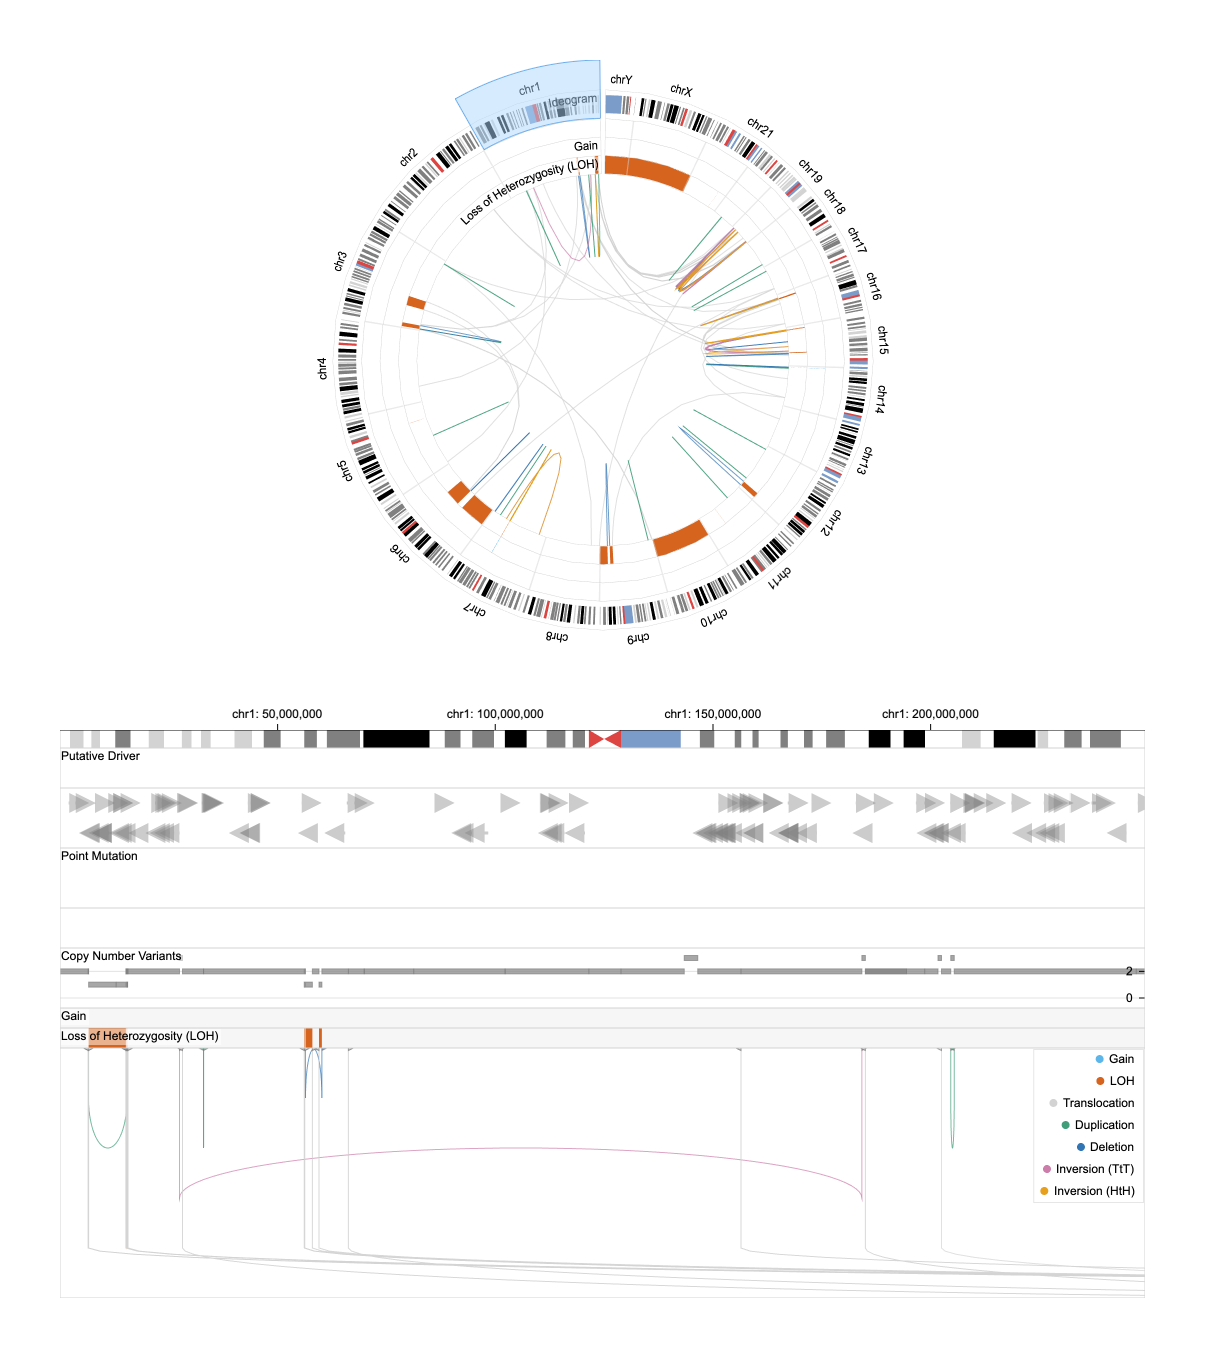 chrY
chrX
chr21
chr19
chr18
chr17
chr16
chr15
chr14
chr13
chr12
chr11
chr10
chr9
chr8
chr7
chr6
chr5
chr4
chr3
chr2
chr1
Ideogram
Gain
Loss of Heterozygosity (LOH)
chr1: 50,000,000
chr1: 100,000,000
chr1: 150,000,000
chr1: 200,000,000
Putative Driver
Point Mutation
Copy Number Variants
2
0
Gain
Loss of Heterozygosity (LOH)
Gain
LOH
Translocation
Duplication
Deletion
Inversion (TtT)
Inversion (HtH)